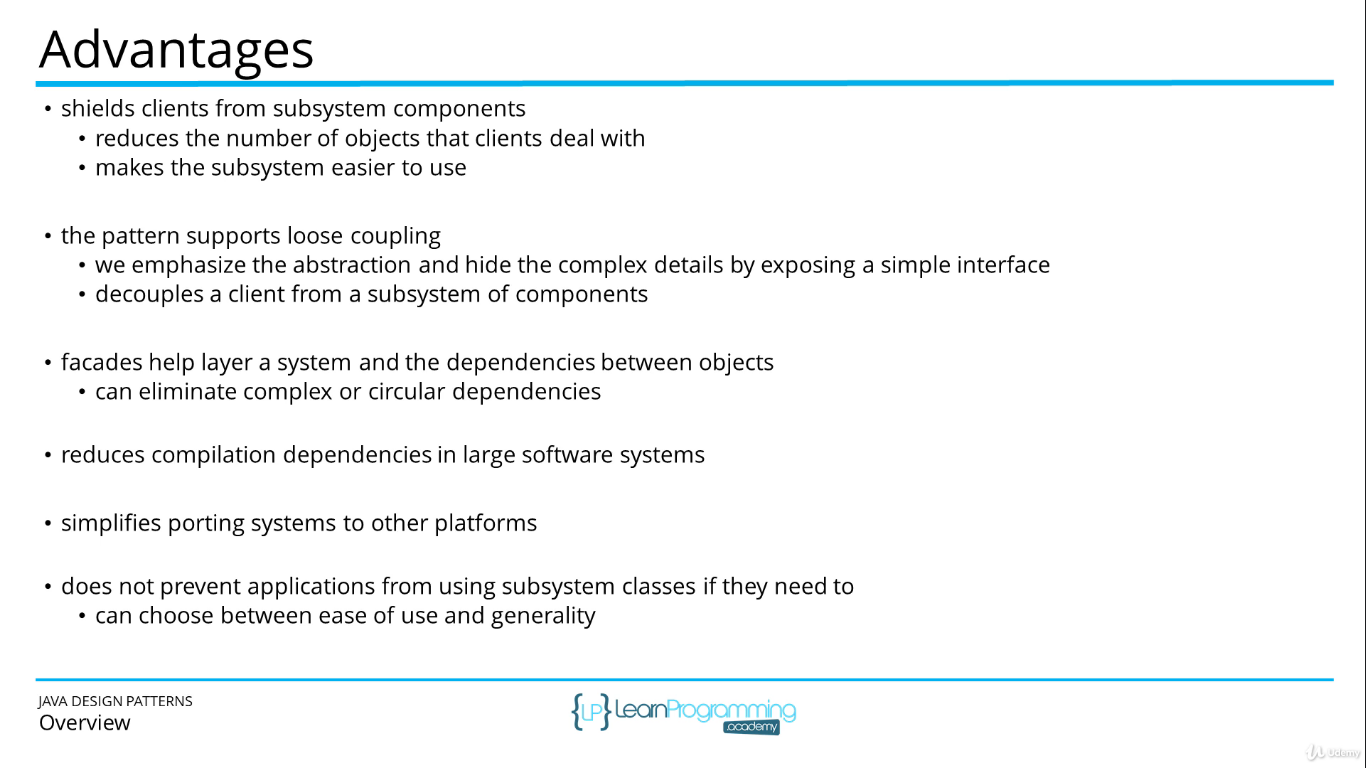 Advantages
• shields clients from subsystem components
• reduces the number of objects that clients deal with
• makes the subsystem easier to use
• the pattern supports loose coupling
• we emphasize the abstraction and hide the complex details by exposing a simple interface
• decouples a client from a subsystem of components
• facades help layer a system and the dependencies between objects
• can eliminate complex or circular dependencies
• reduces compilation dependencies in large software systems
• simplifies porting systems to other platforms
• does not prevent applications from using subsystem classes if they need to
• can choose between ease of use and generality
JAVA DESIGN PATTERNS
Overview
{LP} LearnProgramming
.academy
Udemy